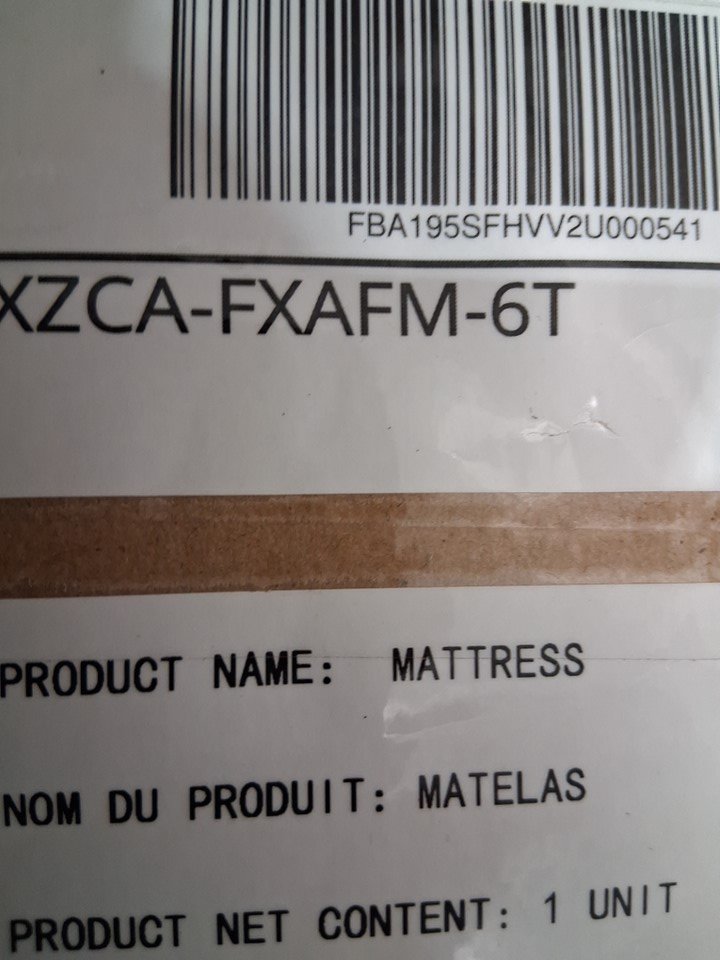 FBA195SFHVV2U000541
XZCA-FXAFM-6T
PRODUCT NAME: MATTRESS
NOM DU PRODUIT: MATELAS
PRODUCT NET CONTENT: 1 UNIT